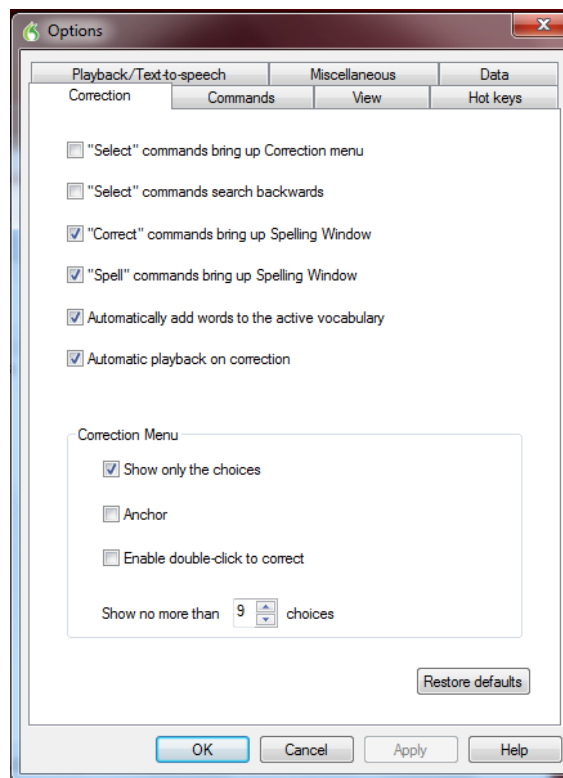 Options
Playback/Text-to-speech Miscellaneous Data
Correction Commands View Hot keys
"Select" commands bring up Correction menu
"Select" commands search backwards
"Correct" commands bring up Spelling Window
"Spell" commands bring up Spelling Window
Automatically add words to the active vocabulary
Automatic playback on correction
Correction Menu
Show only the choices
Anchor
Enable double-click to correct
Show no more than 9 choices
Restore defaults
OK Cancel Apply Help